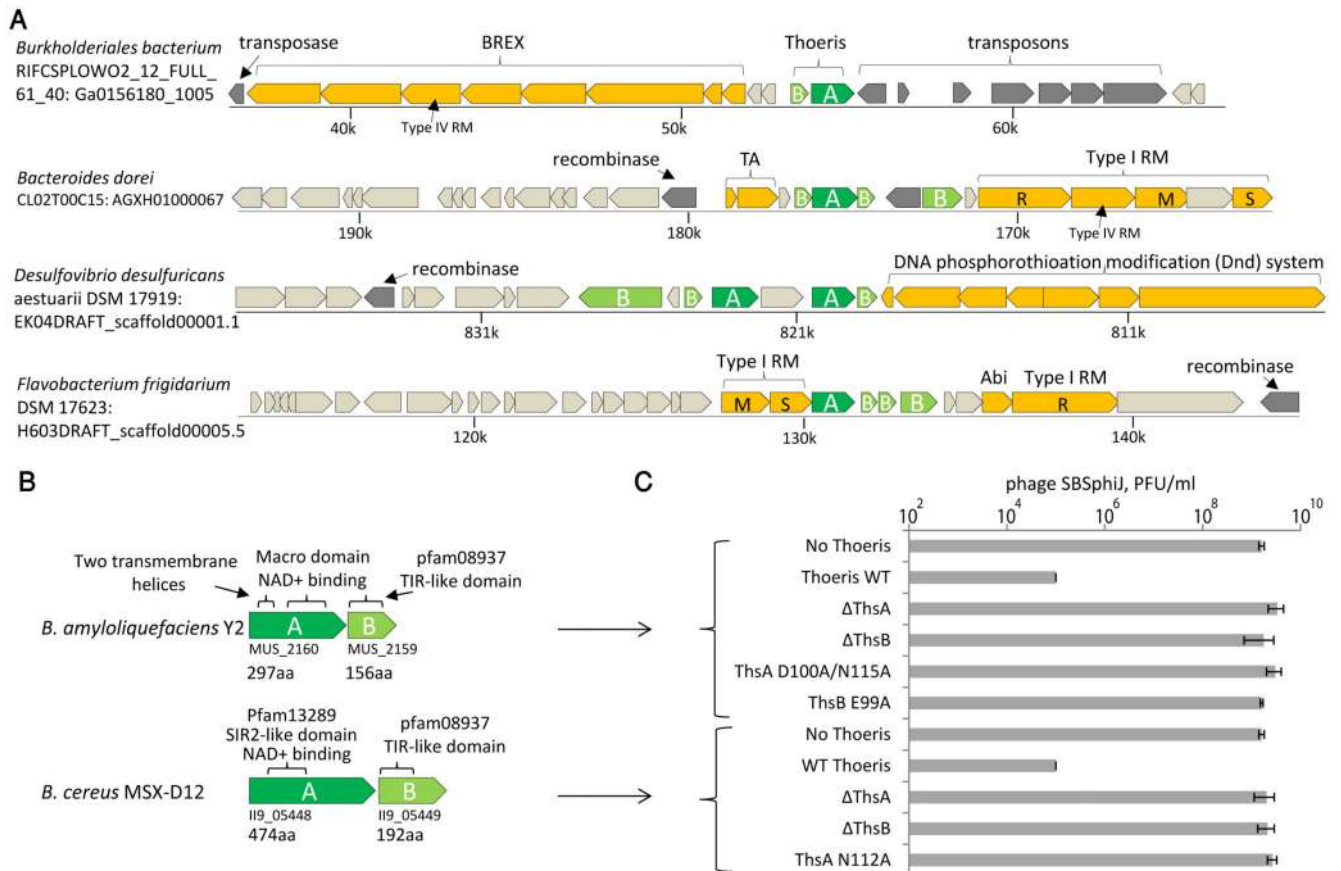 A
Burkholderiales bacterium
RIFCSPLOWO2_12_FULL_
61_40: Ga0156180_1005
transposase
BREX
Thoeris
transposons
B
A
Type IV RM
40k
50k
60k
Bacteroides dorei
CL02T00C15: AGXH01000067
recombinase
TA
Type I RM
B
A
B
B
R
M
S
Type IV RM
190k
180k
170k
Desulfovibrio desulfuricans
aestuarii DSM 17919:
EK04DRAFT_scaffold00001.1
recombinase
DNA phosphorothioation modification (Dnd) system
B
B
A
A
B
831k
821k
811k
Flavobacterium frigidarium
DSM 17623:
H603DRAFT_scaffold00005.5
Type I RM
Abi
Type I RM
recombinase
M
S
A
B
B
B
R
120k
130k
140k
B
Two transmembrane
helices
Macro domain
NAD+ binding
pfam08937
TIR-like domain
B. amyloliquefaciens Y2
A
B
MUS_2160
MUS_2159
297aa
156aa
Pfam13289
SIR2-like domain
NAD+ binding
pfam08937
TIR-like domain
B. cereus MSX-D12
A
B
II9_05448
II9_05449
474aa
192aa
C
phage SBSphiJ, PFU/ml
10^2
10^4
10^6
10^8
10^10
No Thoeris
Thoeris WT
ΔThsA
ΔThsB
ThsA D100A/N115A
ThsB E99A
No Thoeris
WT Thoeris
ΔThsA
ΔThsB
ThsA N112A